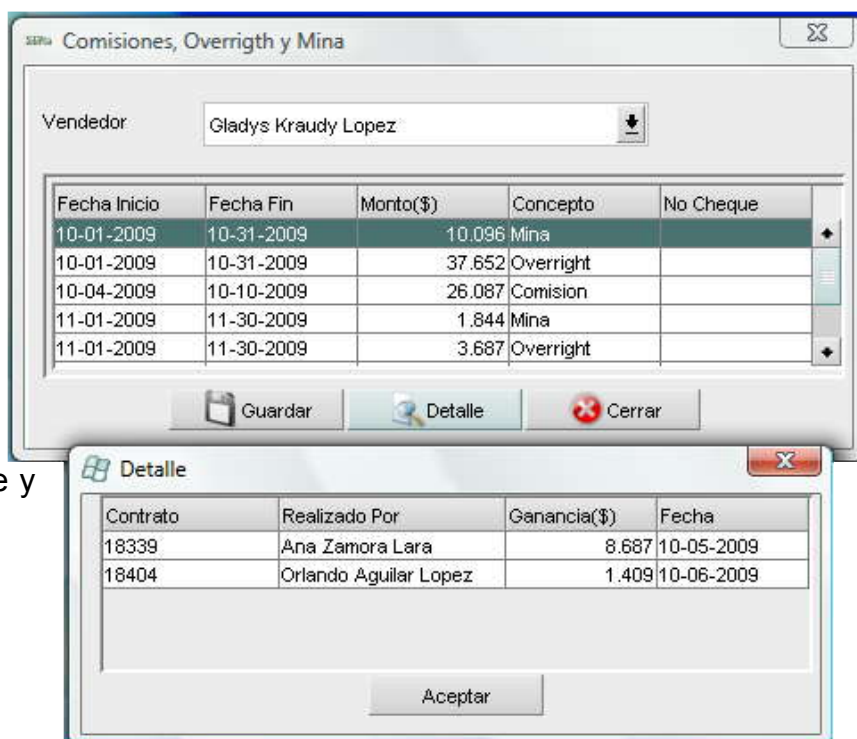 Comisiones, Overrigth y Mina
Vendedor Gladys Kraudy Lopez
Fecha Inicio Fecha Fin Monto($) Concepto No Cheque
10-01-2009 10-31-2009 10.096 Mina
10-01-2009 10-31-2009 37.652 Overright
10-04-2009 10-10-2009 26.087 Comision
11-01-2009 11-30-2009 1.844 Mina
11-01-2009 11-30-2009 3.687 Overright
Guardar Detalle Cerrar
e y
Detalle
Contrato Realizado Por Ganancia($) Fecha
18339 Ana Zamora Lara 8.687 10-05-2009
18404 Orlando Aguilar Lopez 1.409 10-06-2009
Aceptar